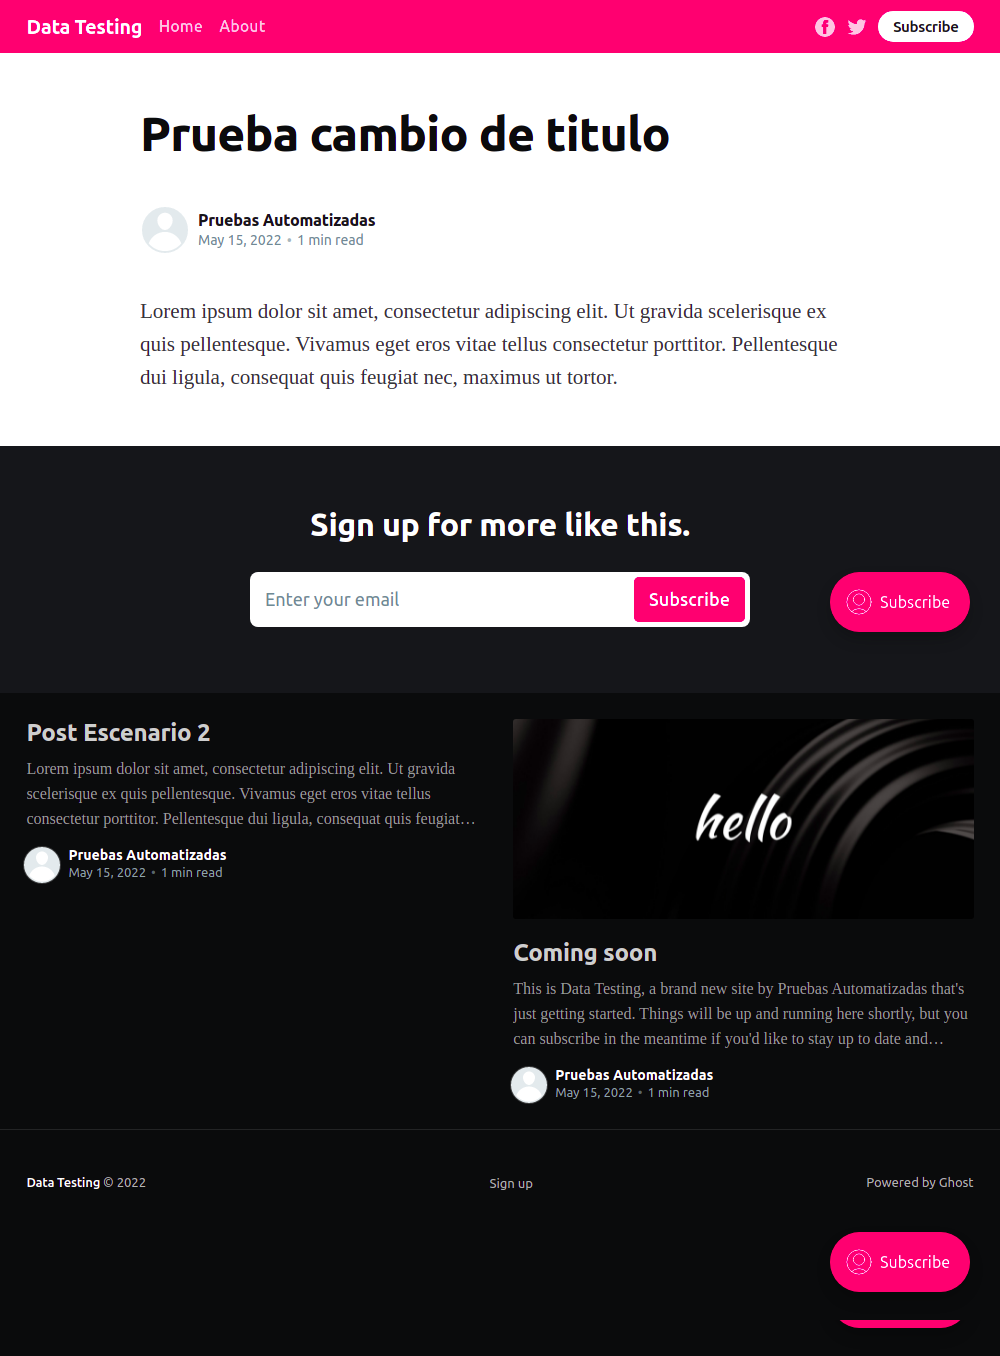 Data Testing Home About Subscribe
Prueba cambio de titulo
Pruebas Automatizadas
May 15, 2022 • 1 min read
Lorem ipsum dolor sit amet, consectetur adipiscing elit. Ut gravida scelerisque ex
quis pellentesque. Vivamus eget eros vitae tellus consectetur porttitor. Pellentesque
dui ligula, consequat quis feugiat nec, maximus ut tortor.
Sign up for more like this.
Enter your email Subscribe
Subscribe
Post Escenario 2
Lorem ipsum dolor sit amet, consectetur adipiscing elit. Ut gravida
scelerisque ex quis pellentesque. Vivamus eget eros vitae tellus
consectetur porttitor. Pellentesque dui ligula, consequat quis feugiat…
Pruebas Automatizadas
May 15, 2022 • 1 min read
hello
Coming soon
This is Data Testing, a brand new site by Pruebas Automatizadas that's
just getting started. Things will be up and running here shortly, but you
can subscribe in the meantime if you'd like to stay up to date and…
Pruebas Automatizadas
May 15, 2022 • 1 min read
Data Testing © 2022 Sign up Powered by Ghost
Subscribe